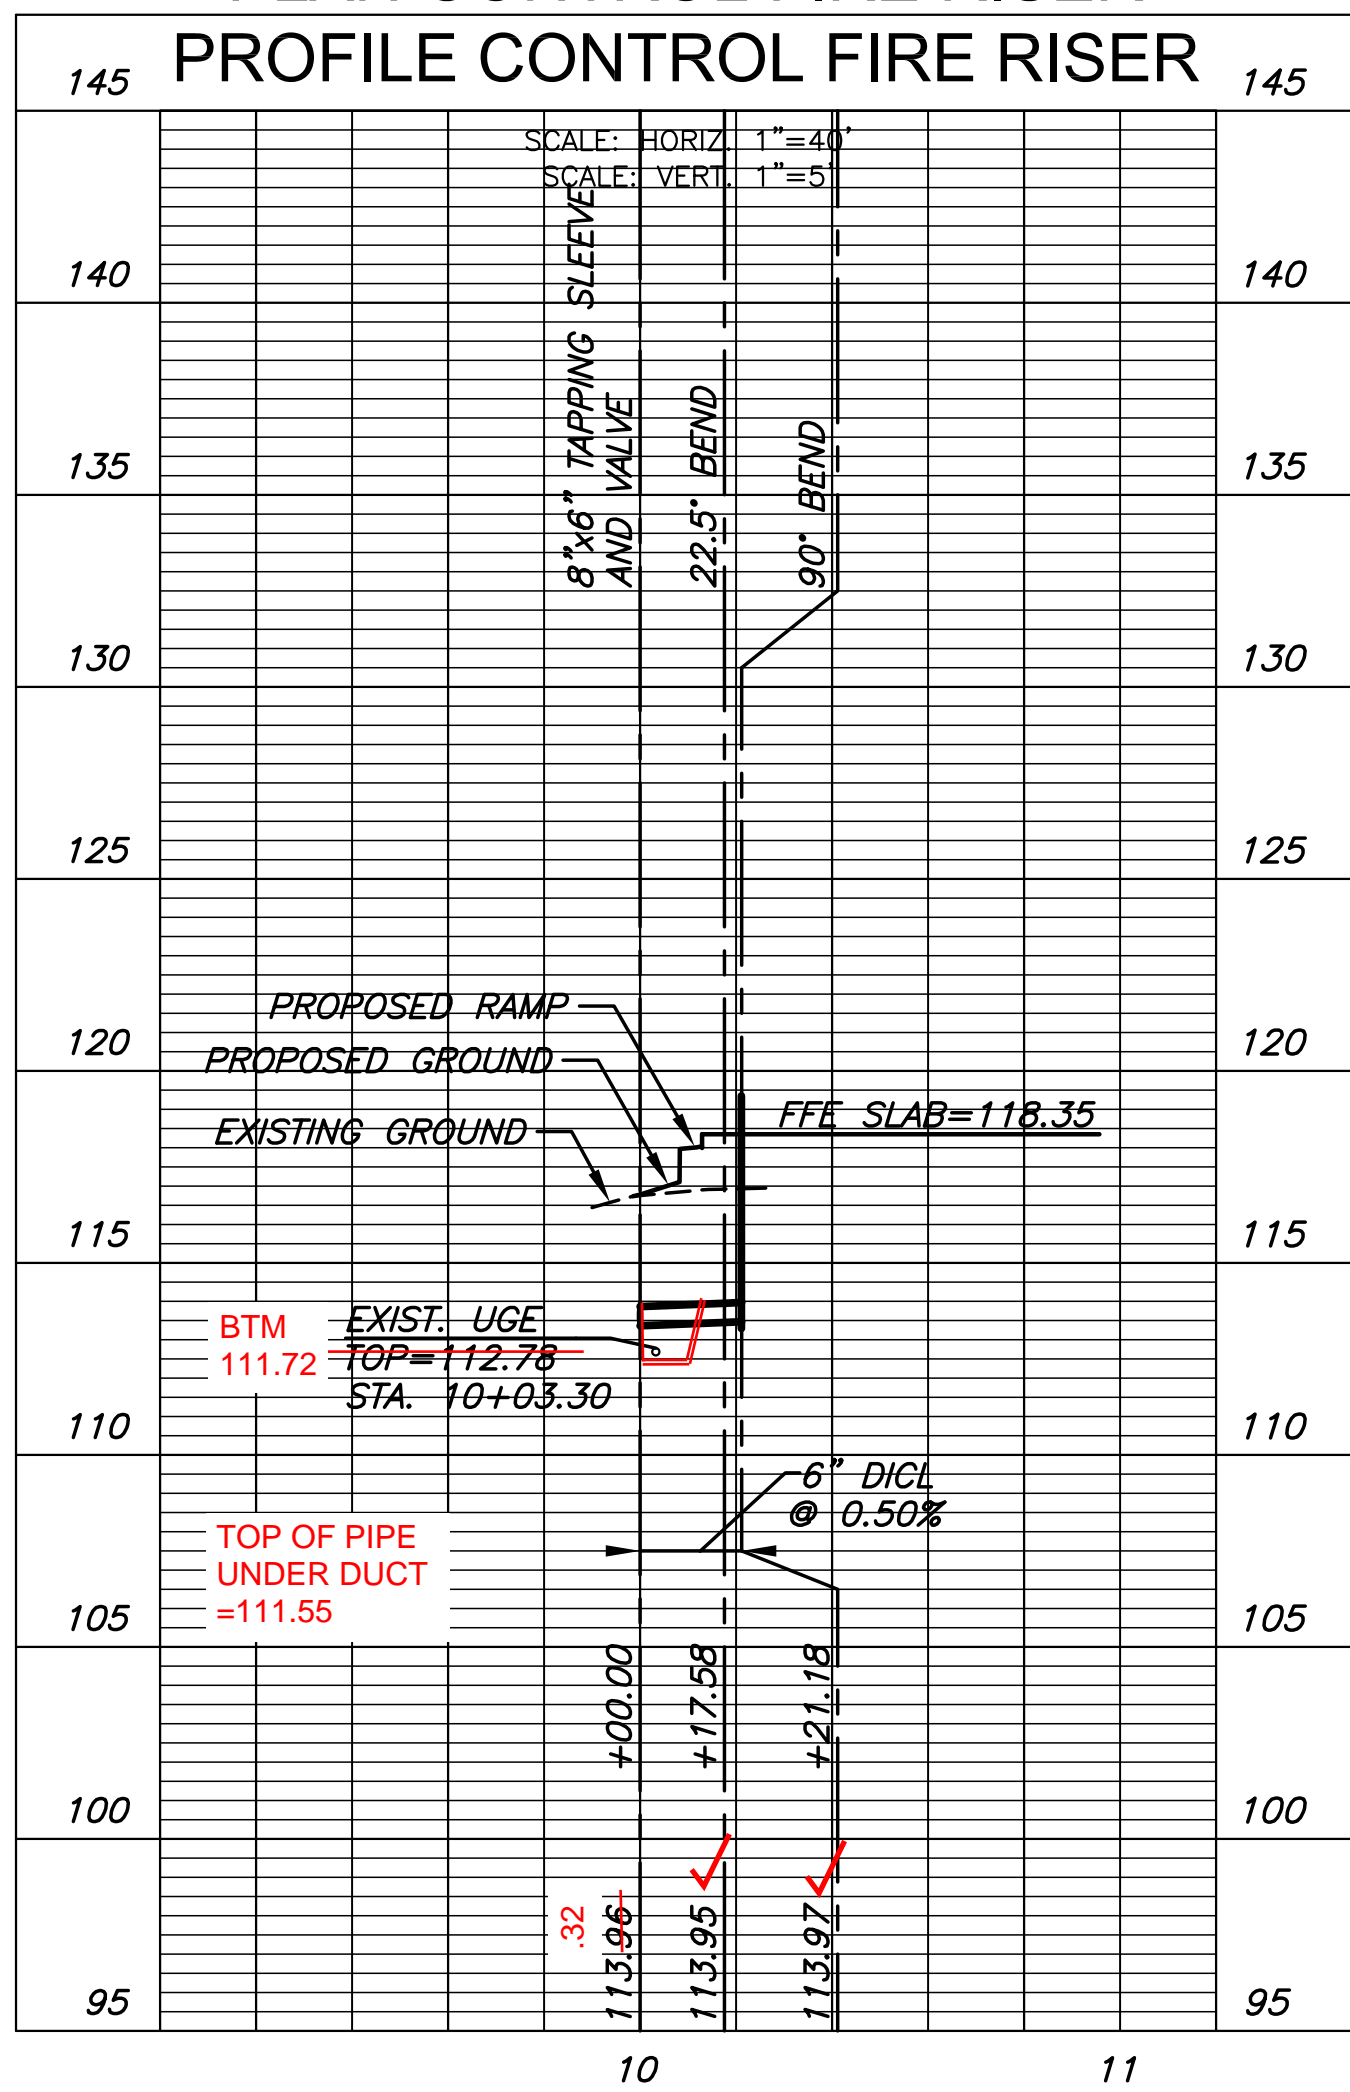 PROFILE CONTROL FIRE RISER
145 145
SCALE: HORIZ. 1"=40'
SCALE: VERT. 1"=5'
140 140
8"x6" TAPPING SLEEVE
AND VALVE
22.5° BEND
90° BEND
135 135
130 130
125 125
PROPOSED RAMP
120 120
PROPOSED GROUND
FFE SLAB=118.35
EXISTING GROUND
115 115
BTM
111.72
EXIST. UGE
TOP=112.78
STA. 10+03.30
110 110
6" DICL
@ 0.50%
TOP OF PIPE
UNDER DUCT
=111.55
105 105
+00.00
+17.58
+21.18
100 100
.32
113.96
113.95
113.97
95 95
10 11